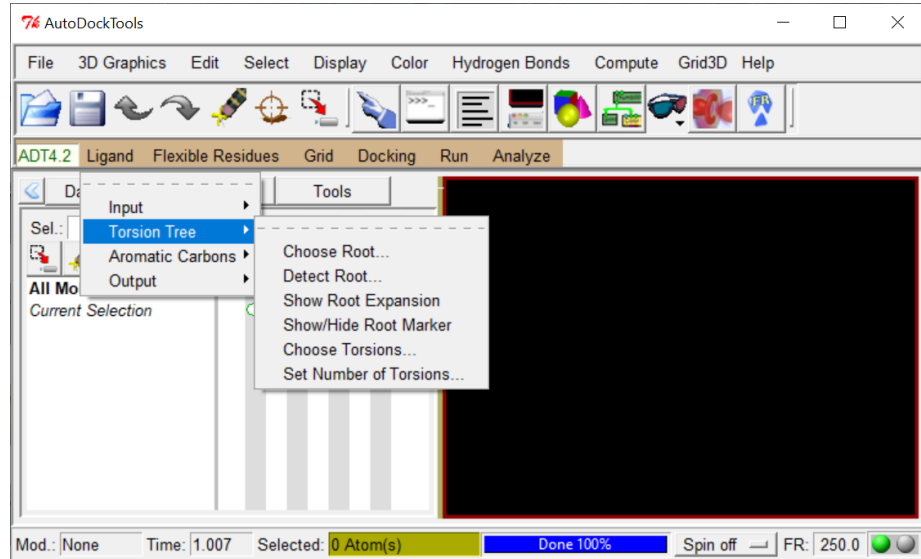 AutoDockTools
File 3D Graphics Edit Select Display Color Hydrogen Bonds Compute Grid3D Help
>>>_
FR
ADT4.2 Ligand Flexible Residues Grid Docking Run Analyze
Tools
Sel.:
Input
Torsion Tree
Aromatic Carbons
Output
Choose Root...
Detect Root...
Show Root Expansion
Show/Hide Root Marker
Choose Torsions...
Set Number of Torsions...
All Mo
Current Selection
Mod.: None Time: 1.007 Selected: 0 Atom(s) Done 100% Spin off FR: 250.0